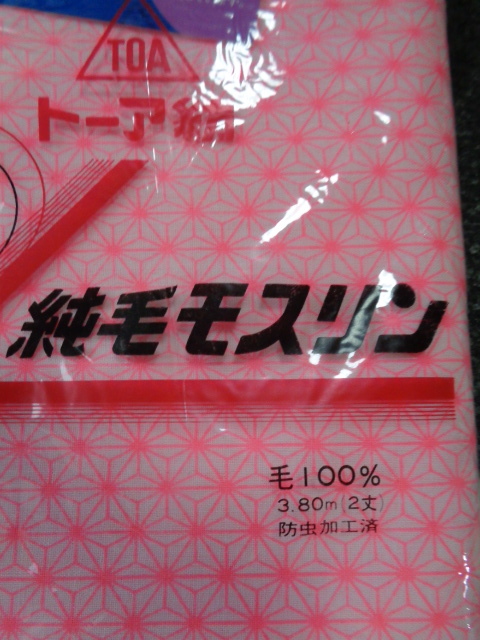 TOA
トーア紡
純毛モスリン
毛100%
3.80m(2丈)
防虫加工済